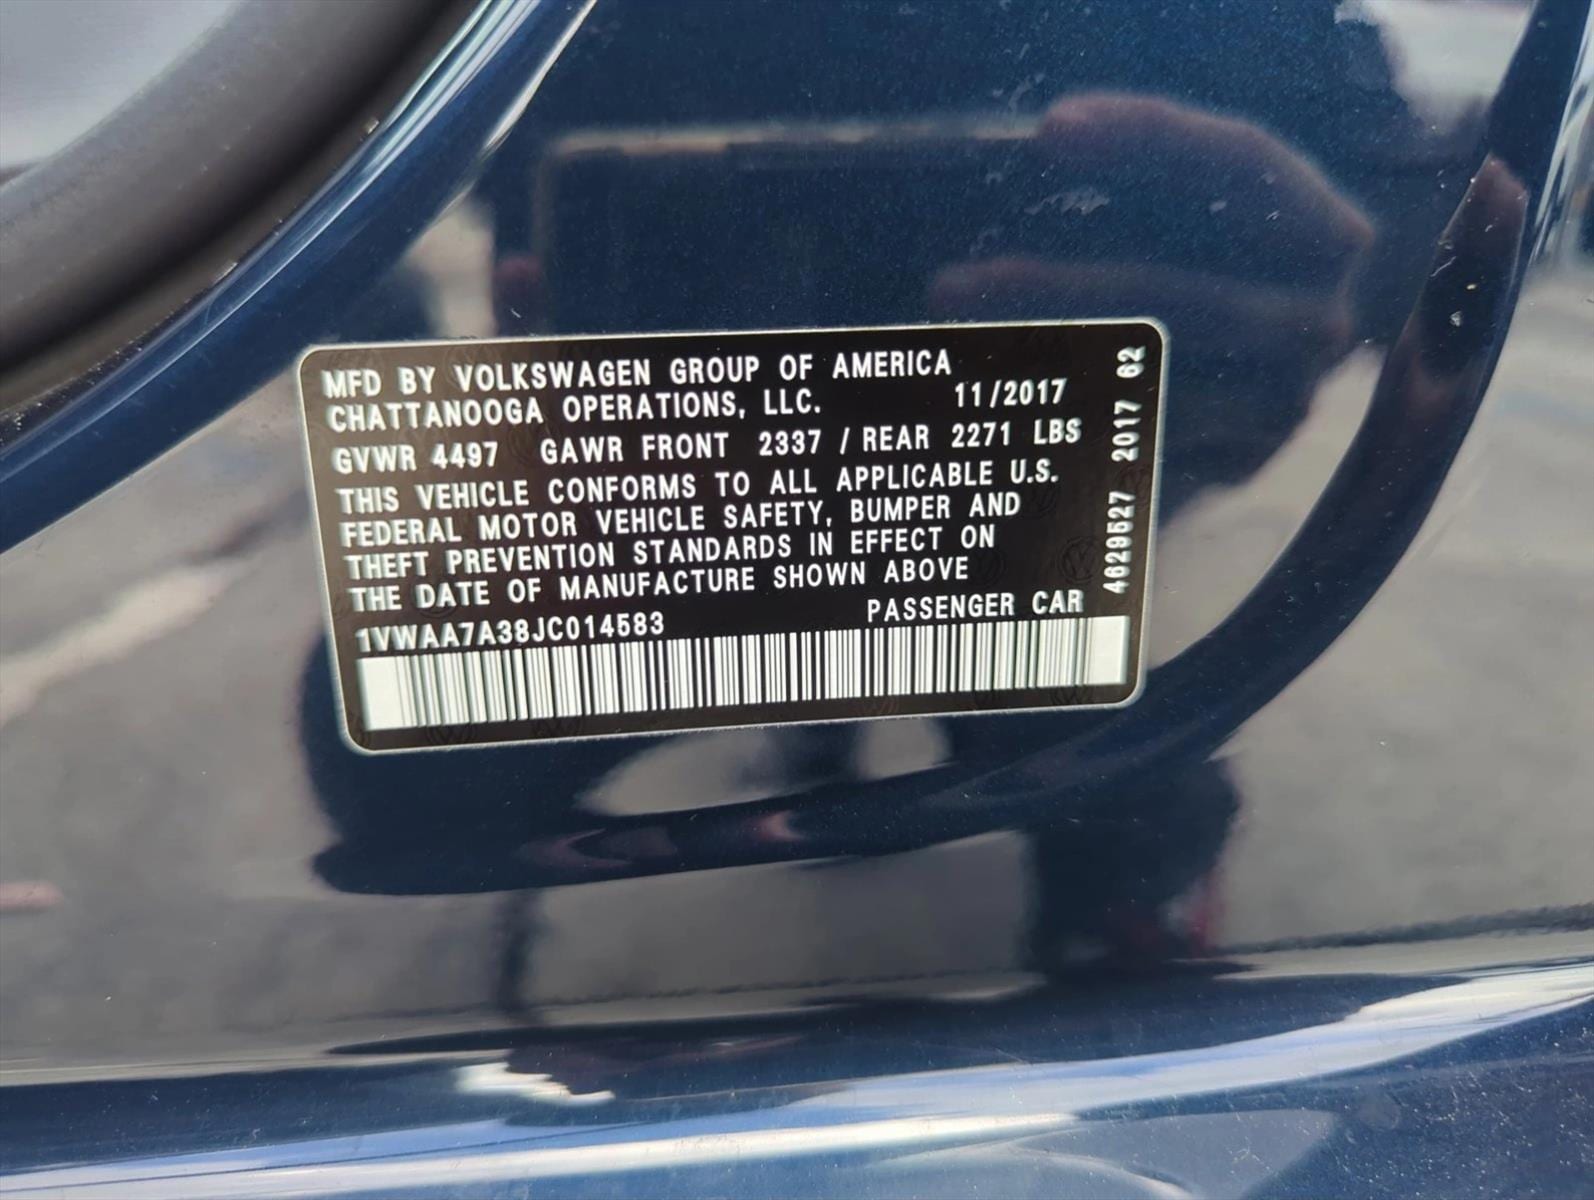 MFD BY VOLKSWAGEN GROUP OF AMERICA
CHATTANOOGA OPERATIONS, LLC. 11/2017
GVWR 4497 GAWR FRONT 2337 / REAR 2271 LBS
THIS VEHICLE CONFORMS TO ALL APPLICABLE U.S.
FEDERAL MOTOR VEHICLE SAFETY, BUMPER AND
THEFT PREVENTION STANDARDS IN EFFECT ON
THE DATE OF MANUFACTURE SHOWN ABOVE
1VWAA7A38JC014583 PASSENGER CAR
4629527 2017 62